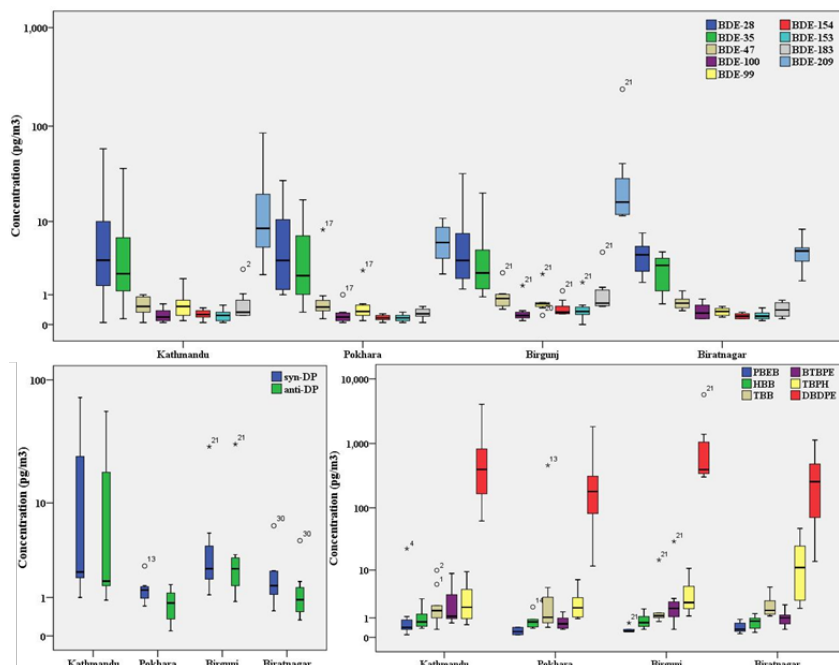 1,000
100
10
1
0
Concentration (pg/m3)
BDE-28
BDE-35
BDE-47
BDE-100
BDE-99
BDE-154
BDE-153
BDE-183
BDE-209
2
17
17
17
21
21
20
21
21
21
21
21
Kathmandu
Pokhara
Birgunj
Biratnagar
100
10
1
0
Concentration (pg/m3)
syn-DP
anti-DP
13
21
21
30
30
Kathmandu
Pokhara
Birgunj
Biratnagar
10,000
1,000
100
10
1
0
Concentration (pg/m3)
PBEB
HBB
TBB
BTBPE
TBPH
DBDPE
4
2
1
13
14
21
21
21
21
Kathmandu
Pokhara
Birgunj
Biratnagar